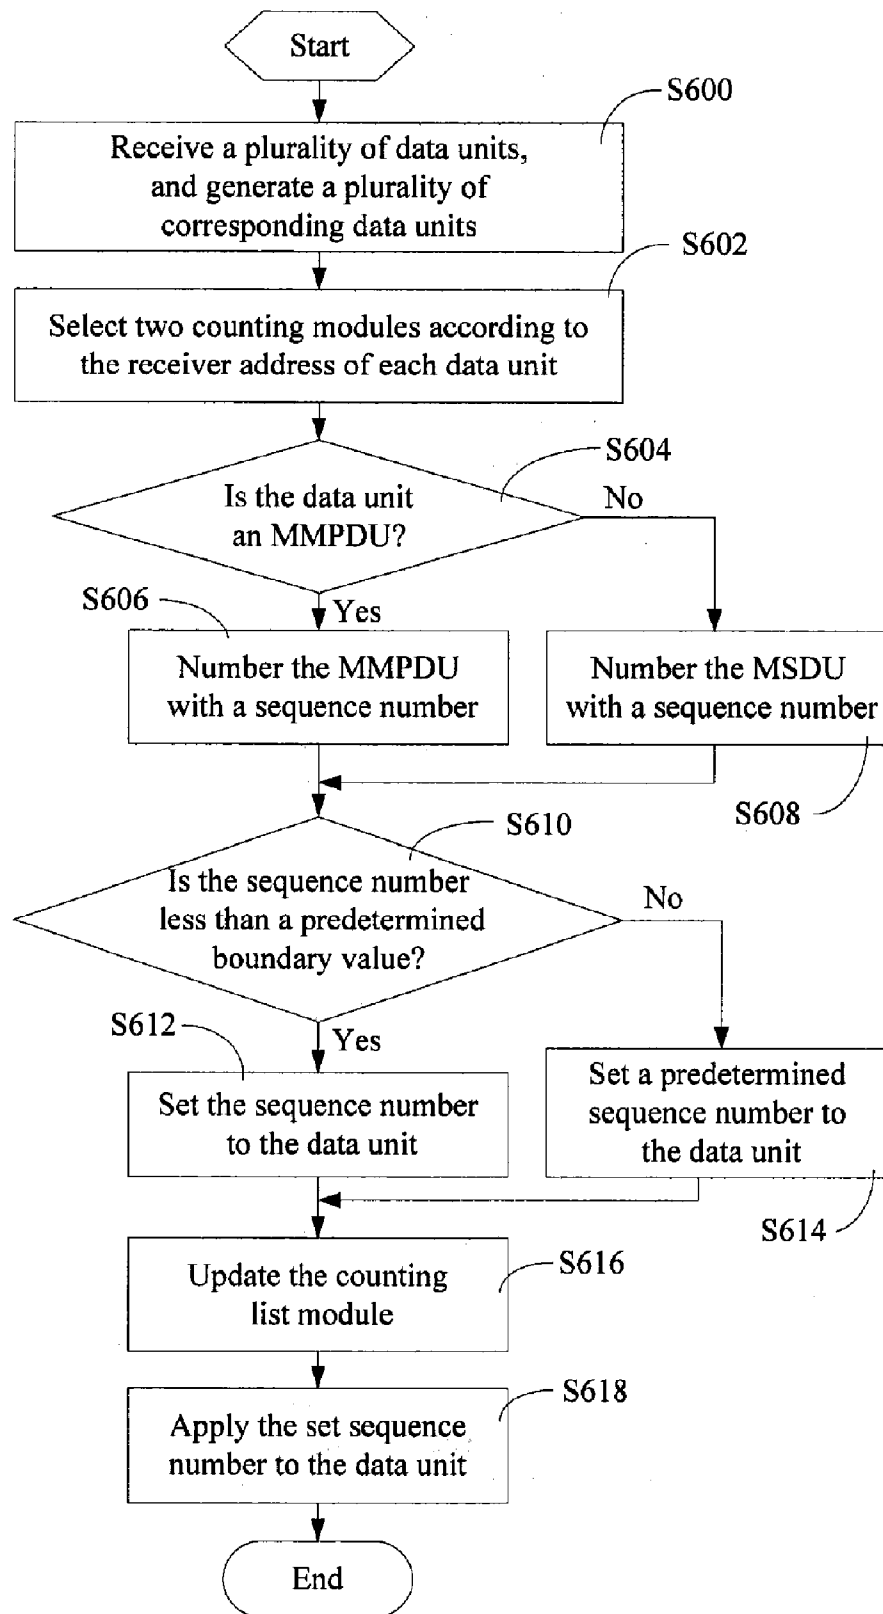 Start
S600
Receive a plurality of data units,
and generate a plurality of
corresponding data units
S602
Select two counting modules according to
the receiver address of each data unit
S604
Is the data unit
an MMPDU?
No
S606
Yes
Number the MMPDU
with a sequence number
Number the MSDU
with a sequence number
S608
S610
Is the sequence number
less than a predetermined
boundary value?
No
S612
Yes
Set the sequence number
to the data unit
Set a predetermined
sequence number to
the data unit
S614
S616
Update the counting
list module
S618
Apply the set sequence
number to the data unit
End